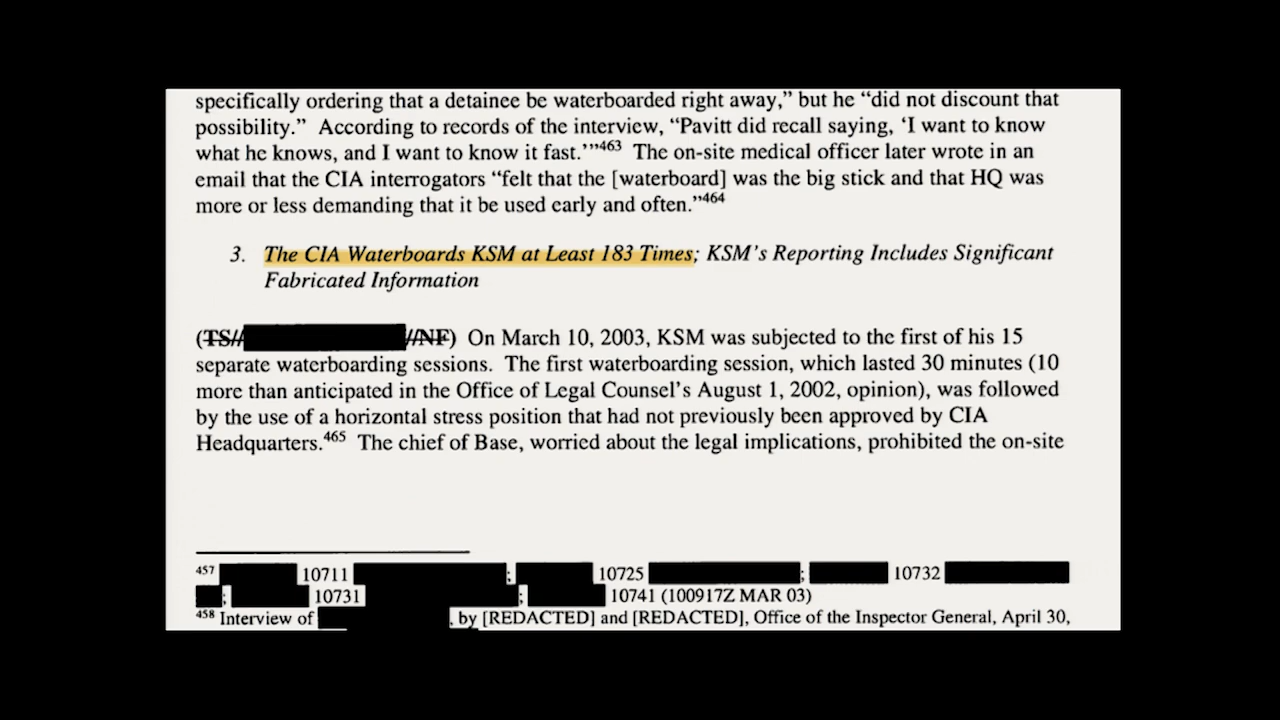 specifically ordering that a detainee be waterboarded right away,” but he “did not discount that
possibility.” According to records of the interview, “Pavitt did recall saying, ‘I want to know
what he knows, and I want to know it fast.’”463 The on-site medical officer later wrote in an
email that the CIA interrogators “felt that the [waterboard] was the big stick and that HQ was
more or less demanding that it be used early and often.”464
3. The CIA Waterboards KSM at Least 183 Times; KSM’s Reporting Includes Significant
Fabricated Information
(TS// //NF) On March 10, 2003, KSM was subjected to the first of his 15
separate waterboarding sessions. The first waterboarding session, which lasted 30 minutes (10
more than anticipated in the Office of Legal Counsel’s August 1, 2002, opinion), was followed
by the use of a horizontal stress position that had not previously been approved by CIA
Headquarters.465 The chief of Base, worried about the legal implications, prohibited the on-site
457 10711 ; 10725 ; 10732
; 10731 ; 10741 (100917Z MAR 03)
458 Interview of , by [REDACTED] and [REDACTED], Office of the Inspector General, April 30,